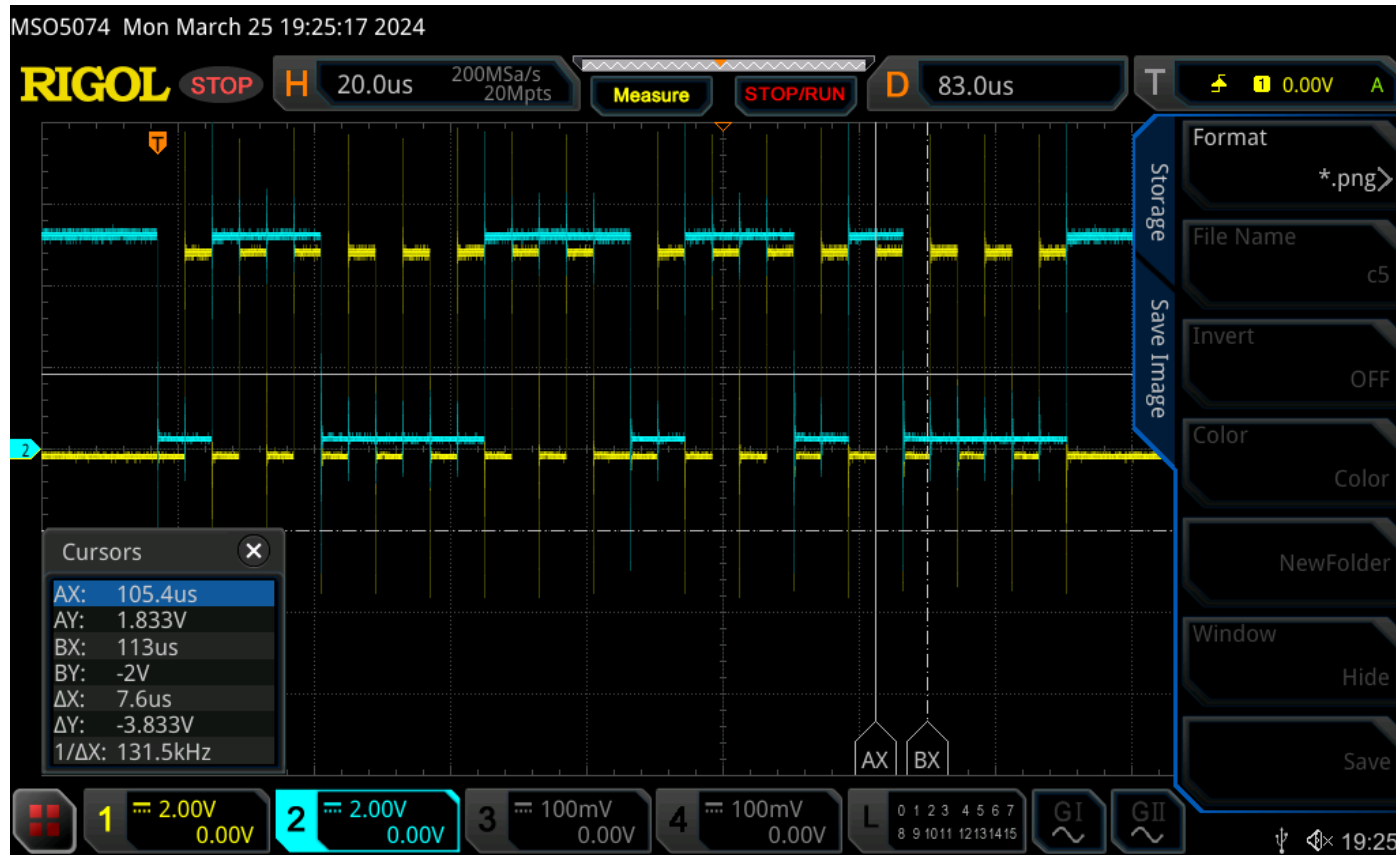 MSO5074 Mon March 25 19:25:17 2024
RIGOL STOP H 20.0us 200MSa/s 20Mpts Measure STOP/RUN D 83.0us T 1 0.00V A
T
Format
*.png
File Name
c5
Invert
OFF
Color
Color
NewFolder
Window
Hide
Save
Storage
Save Image
2
Cursors
AX: 105.4us
AY: 1.833V
BX: 113us
BY: -2V
ΔX: 7.6us
ΔY: -3.833V
1/ΔX: 131.5kHz
AX BX
1 2.00V 0.00V
2 2.00V 0.00V
3 100mV 0.00V
4 100mV 0.00V
L 0 1 2 3 4 5 6 7
8 9 10 11 12 13 14 15
GI GII
19:25